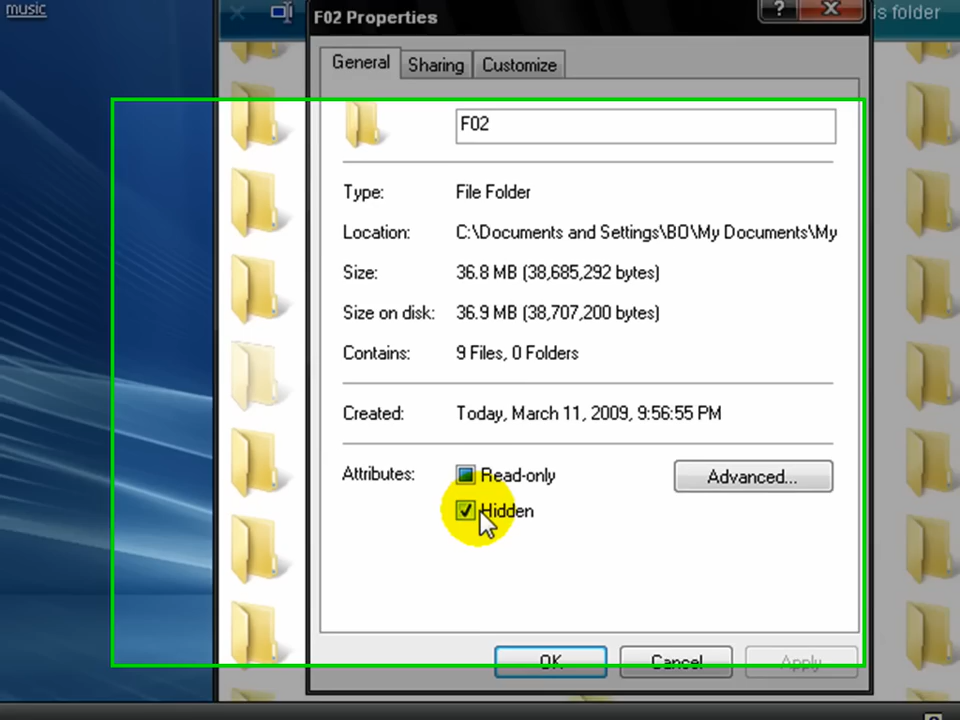 music
F02 Properties
is folder
General
Sharing
Customize
F02
Type: File Folder
Location: C:\Documents and Settings\BO\My Documents\My
Size: 36.8 MB (38,685,292 bytes)
Size on disk: 36.9 MB (38,707,200 bytes)
Contains: 9 Files, 0 Folders
Created: Today, March 11, 2009, 9:56:55 PM
Attributes: Read-only Advanced...
Hidden
OK Cancel Apply